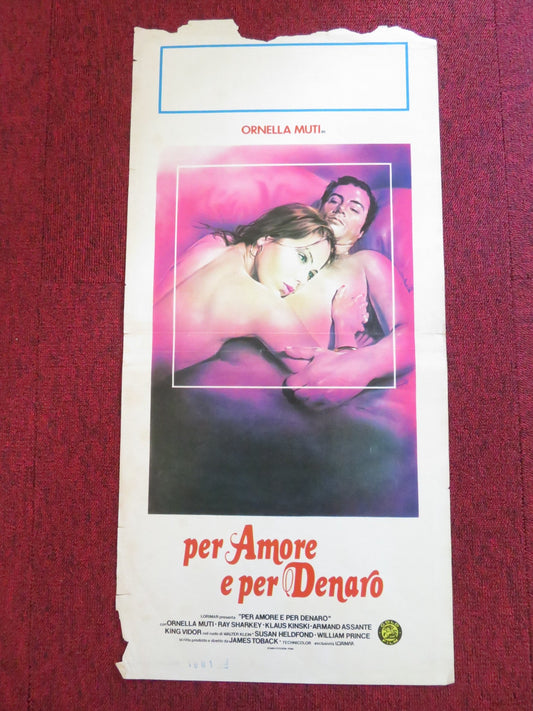 ORNELLA MUTI in
per Amore
e per Denaro
LORIMAR presenta "PER AMORE E PER DENARO"
con ORNELLA MUTI · RAY SHARKEY · KLAUS KINSKI · ARMAND ASSANTE
KING VIDOR nel ruolo di WALTER KLEIN · SUSAN HELDFOND · WILLIAM PRINCE
scritto prodotto e diretto da JAMES TOBACK · TECHNICOLOR esclusività LORIMAR